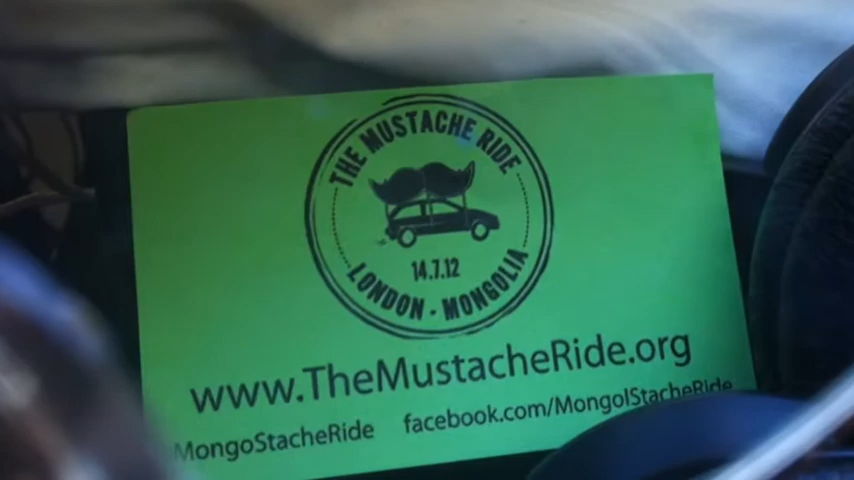 THE MUSTACHE RIDE
14.7.12
LONDON - MONGOLIA
www.TheMustacheRide.org
MongoStacheRide facebook.com/MongolStacheRide